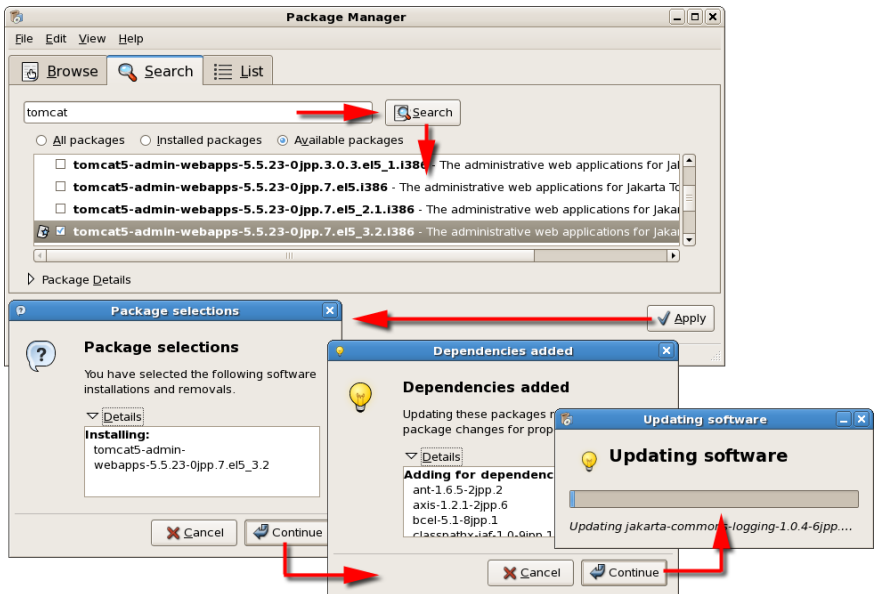 Package Manager
File Edit View Help
Browse Search List
tomcat
Search
All packages Installed packages Available packages
tomcat5-admin-webapps-5.5.23-0jpp.3.0.3.el5_1.i386 - The administrative web applications for Jal
tomcat5-admin-webapps-5.5.23-0jpp.7.el5.i386 - The administrative web applications for Jakarta To
tomcat5-admin-webapps-5.5.23-0jpp.7.el5_2.1.i386 - The administrative web applications for Jakar
tomcat5-admin-webapps-5.5.23-0jpp.7.el5_3.2.i386 - The administrative web applications for Jakar
Package Details
Apply
Package selections
Package selections
You have selected the following software
installations and removals.
Details
Installing:
tomcat5-admin-
webapps-5.5.23-0jpp.7.el5_3.2
Cancel Continue
Dependencies added
Dependencies added
Updating these packages
package changes for prop
Details
Adding for dependenc
ant-1.6.5-2jpp.2
axis-1.2.1-2jpp.6
bcel-5.1-8jpp.1
classpathx-jaf-1.0-9jpp.1
Cancel Continue
Updating software
Updating software
Updating jakarta-commons-logging-1.0.4-6jpp....